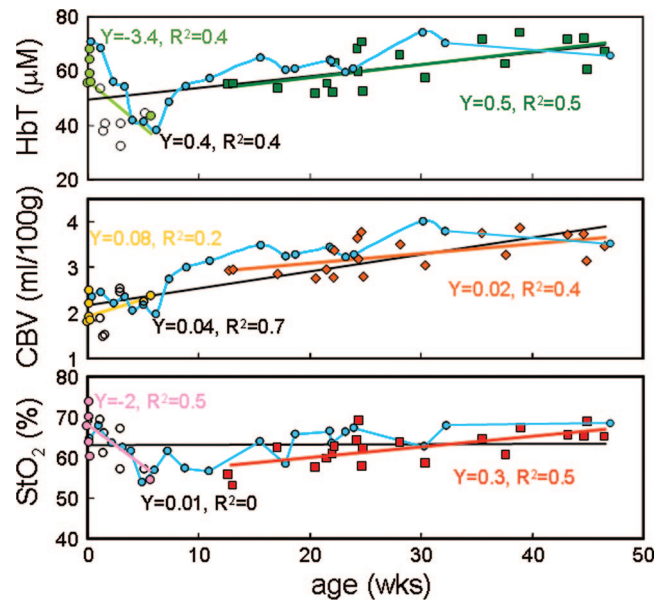 HbT (μM)
80
60
40
20
Y=-3.4, R²=0.4
Y=0.4, R²=0.4
Y=0.5, R²=0.5
CBV (ml/100g)
4
3
2
1
Y=0.08, R²=0.2
Y=0.04, R²=0.7
Y=0.02, R²=0.4
StO₂ (%)
80
70
60
50
40
Y=-2, R²=0.5
Y=0.01, R²=0
Y=0.3, R²=0.5
0 10 20 30 40 50
age (wks)